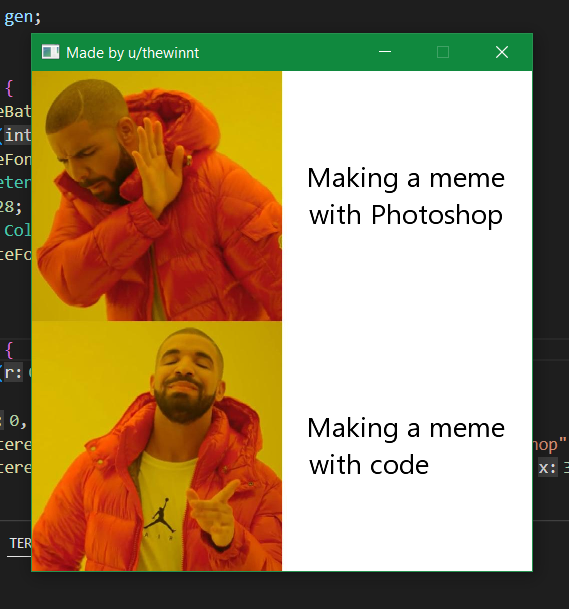 gen;
Made by u/thewinnt
{
eBat
(int
eFon
eter
28;
Col
teFo
Making a meme
with Photoshop
{
(r:
0,
tere
hop"
tere
x: 3
Making a meme
with code
TER